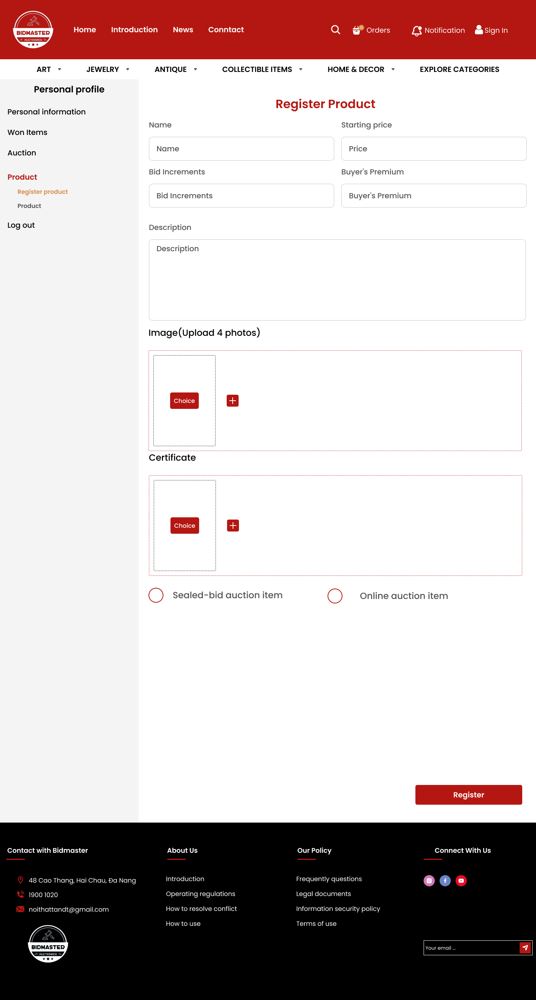 BIDMASTER
AUCTIONACE
Home Introduction News Conntact
0 Orders Notification Sign In
ART JEWELRY ANTIQUE COLLECTIBLE ITEMS HOME & DECOR EXPLORE CATEGORIES
Personal profile
Personal information
Won Items
Auction
Product
Register product
Product
Log out
Register Product
Name Starting price
Name Price
Bid Increments Buyer's Premium
Bid Increments Buyer's Premium
Description
Description
Image(Upload 4 photos)
Choice
Certificate
Choice
Sealed-bid auction item Online auction item
Register
Contact with Bidmaster
48 Cao Thang, Hai Chau, Đa Nang
1900 1020
noithattandt@gmail.com
BIDMASTER
AUCTIONACE
About Us
Introduction
Operating regulations
How to resolve conflict
How to use
Our Policy
Frequently questions
Legal documents
Information security policy
Terms of use
Connect With Us
Your email ...